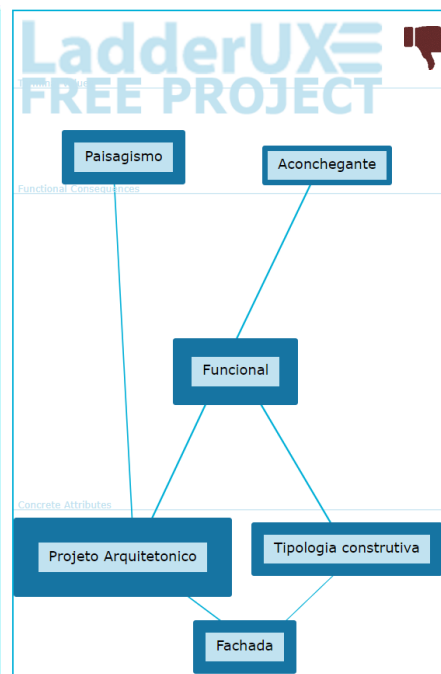 LadderUX
FREE PROJECT
Paisagismo
Aconchegante
Functional Consequences
Funcional
Concrete Attributes
Projeto Arquitetonico
Tipologia construtiva
Fachada